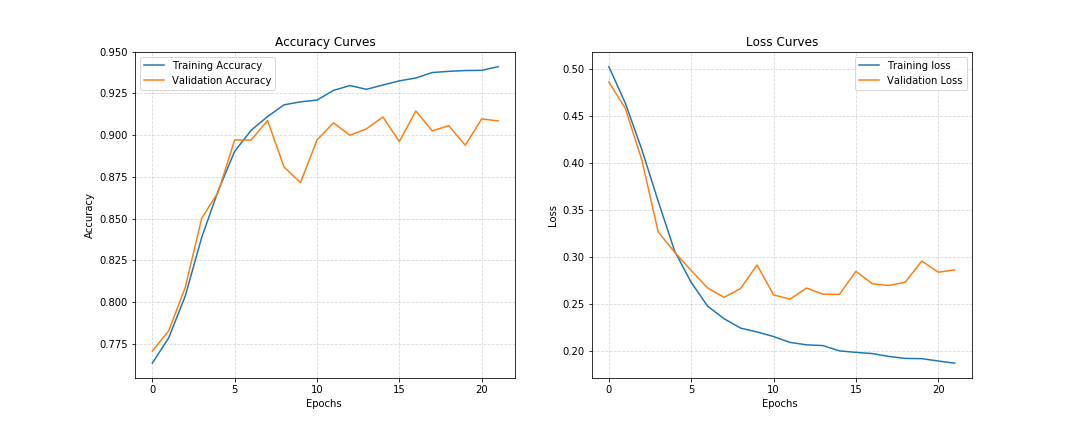 Accuracy Curves
Training Accuracy
Validation Accuracy
0.950
0.925
0.900
0.875
0.850
0.825
0.800
0.775
Accuracy
0 5 10 15 20
Epochs
Loss Curves
Training loss
Validation Loss
0.50
0.45
0.40
0.35
0.30
0.25
0.20
Loss
0 5 10 15 20
Epochs